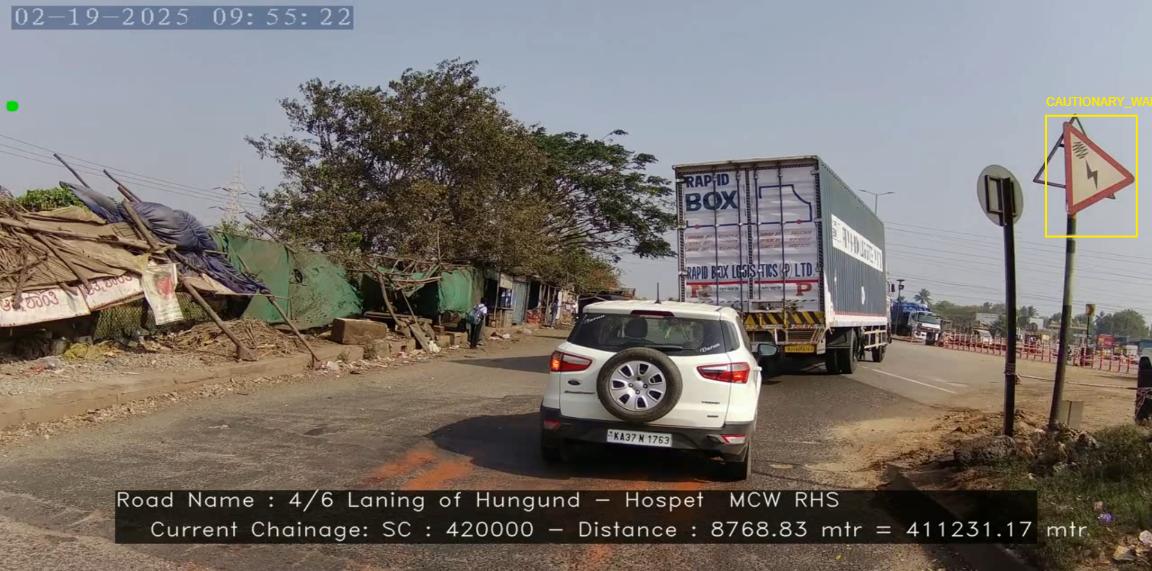 02-19-2025 09:55:22
CAUTIONARY_WAR
RAPID
BOX
RAPID BOX LOGISTICS P LTD.
KA37 N 1763
Road Name : 4/6 Laning of Hungund - Hospet MCW RHS
Current Chainage: SC : 420000 - Distance : 8768.83 mtr = 411231.17 mtr